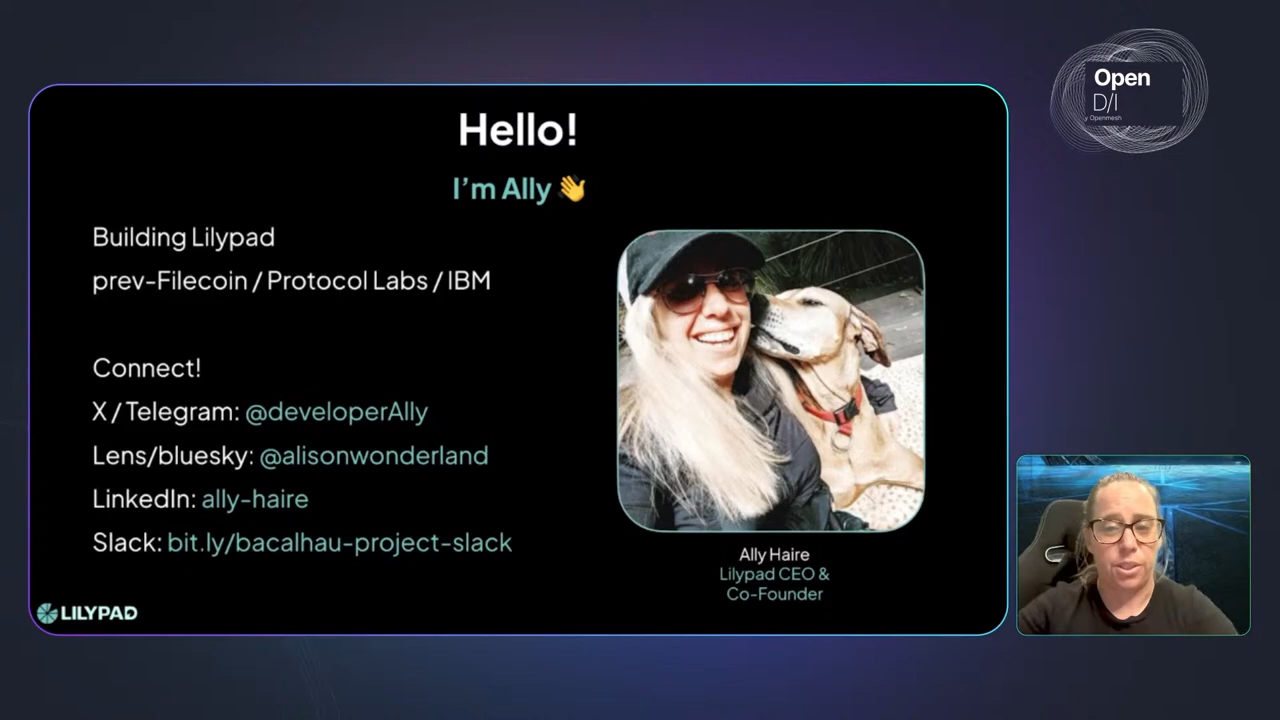 Hello!
I'm Ally 👋
Building Lilypad
prev-Filecoin / Protocol Labs / IBM
Connect!
X / Telegram: @developerAlly
Lens/bluesky: @alisonwonderland
LinkedIn: ally-haire
Slack: bit.ly/bacalhau-project-slack
Ally Haire
Lilypad CEO &
Co-Founder
LILYPAD
Open
D/I
y Openmesh